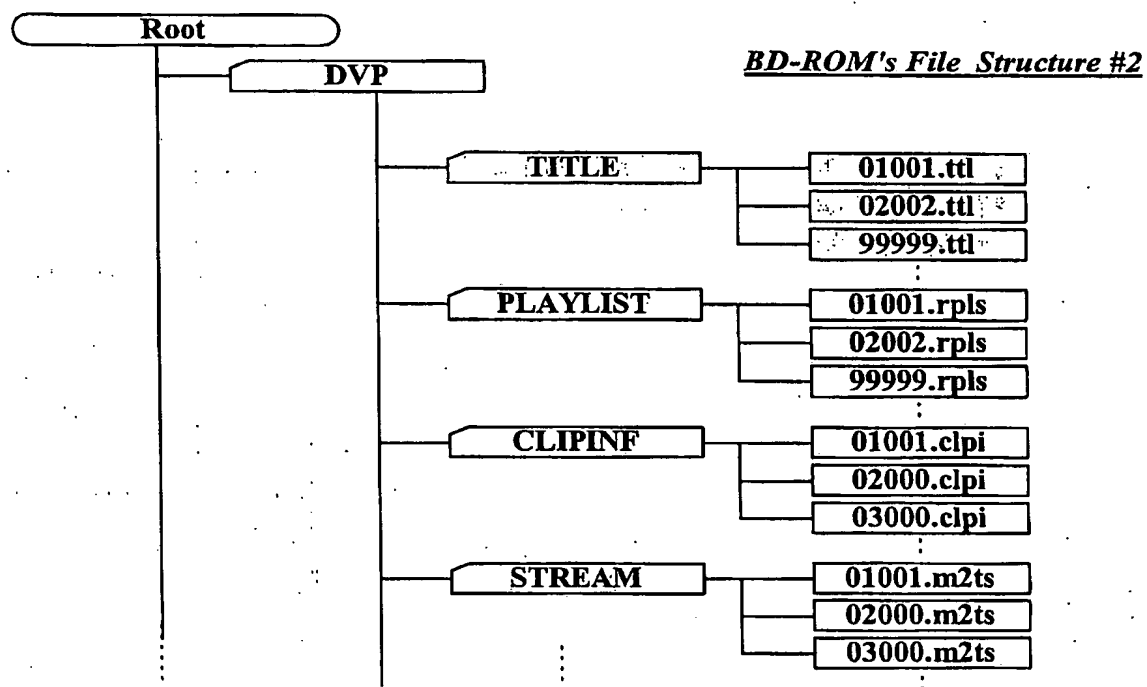 Root
DVP
BD-ROM's File Structure #2
TITLE
01001.ttl
02002.ttl
99999.ttl
PLAYLIST
01001.rpls
02002.rpls
99999.rpls
CLIPINF
01001.clpi
02000.clpi
03000.clpi
STREAM
01001.m2ts
02000.m2ts
03000.m2ts